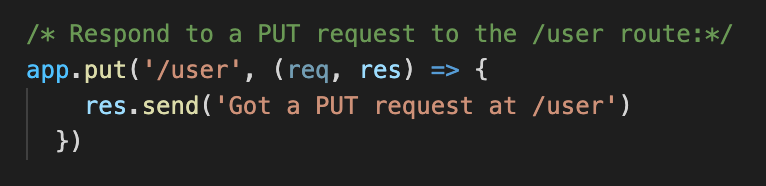 /* Respond to a PUT request to the /user route:*/
app.put('/user', (req, res) => {
    res.send('Got a PUT request at /user')
  })